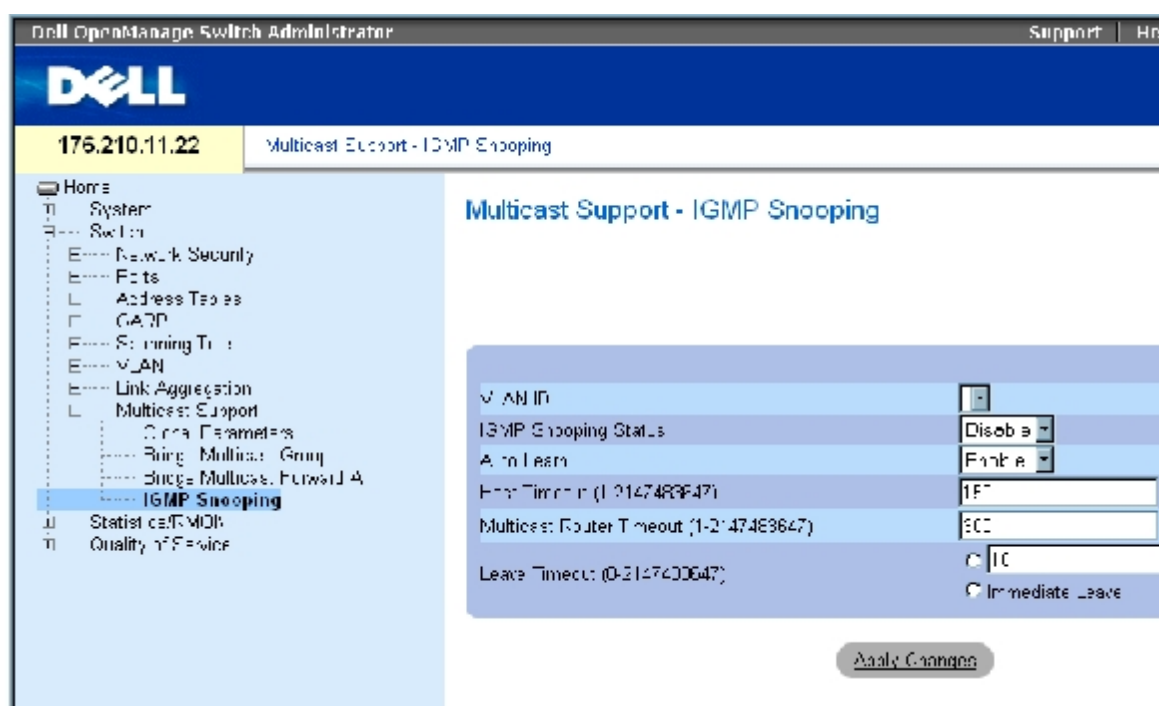 Dell OpenManage Switch Administrator
Support
DELL
176.210.11.22
Multicast Support - IGMP Snooping
Home
System
Switch
Network Security
Ports
Address Tables
GARP
Spanning Tree
VLAN
Link Aggregation
Multicast Support
Global Parameters
Bridge Multicast Group
Bridge Multicast Forward A
IGMP Snooping
Statistics/RMON
Quality of Service
Multicast Support - IGMP Snooping
VLAN ID
IGMP Snooping Status
Disable
Auto Learn
Enable
Host Timeout (1-2147483647)
Multicast Router Timeout (1-2147483647)
300
Leave Timeout (0-2147483647)
10
Immediate Leave
Apply Changes